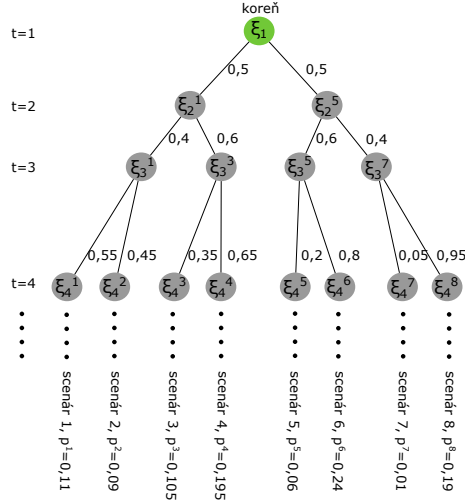 koreň
t=1
ξ₁
0,5 0,5
t=2
ξ₂¹ ξ₂⁵
0,4 0,6 0,6 0,4
t=3
ξ₃¹ ξ₃³ ξ₃⁵ ξ₃⁷
0,55 0,45 0,35 0,65 0,2 0,8 0,05 0,95
t=4
ξ₄¹ ξ₄² ξ₄³ ξ₄⁴ ξ₄⁵ ξ₄⁶ ξ₄⁷ ξ₄⁸
scenár 1, p¹=0,11
scenár 2, p²=0,09
scenár 3, p³=0,105
scenár 4, p⁴=0,195
scenár 5, p⁵=0,06
scenár 6, p⁶=0,24
scenár 7, p⁷=0,01
scenár 8, p⁸=0,19